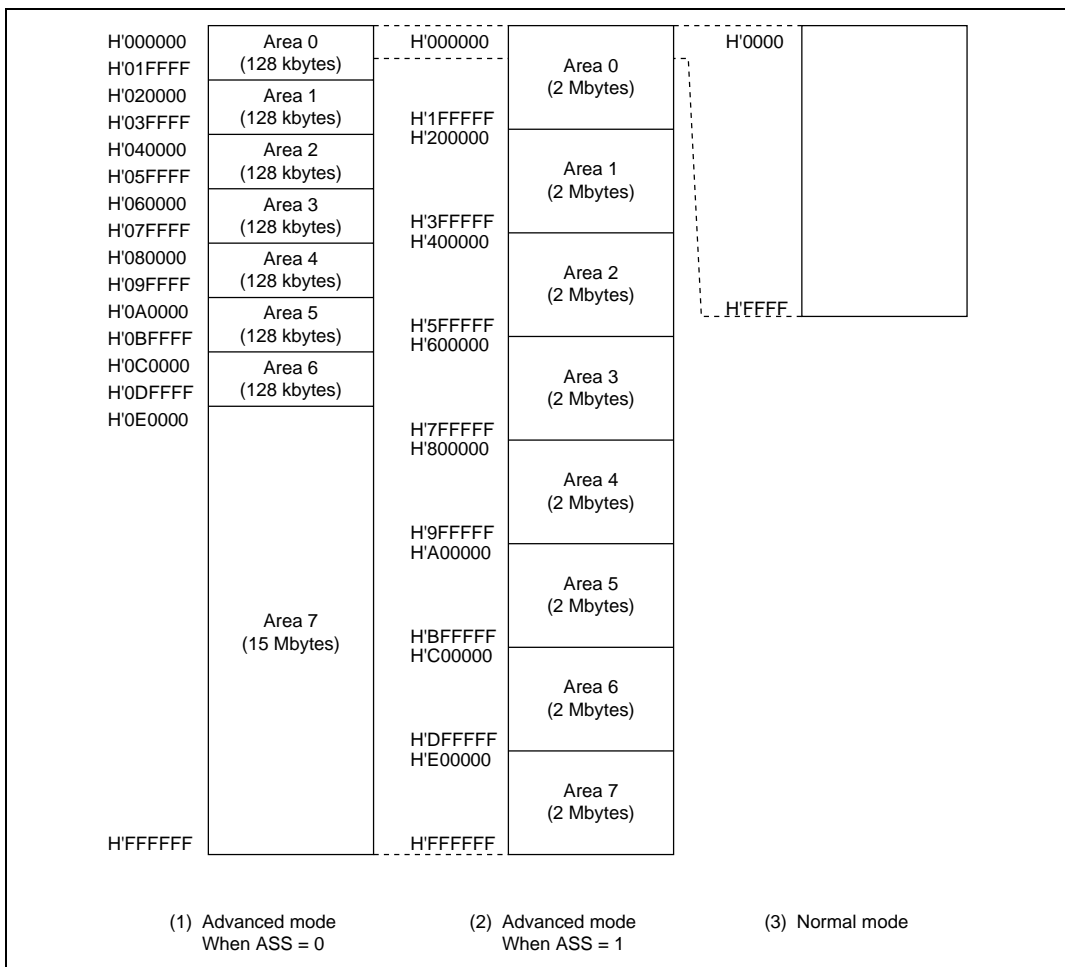 H'000000
H'01FFFF
H'020000
H'03FFFF
H'040000
H'05FFFF
H'060000
H'07FFFF
H'080000
H'09FFFF
H'0A0000
H'0BFFFF
H'0C0000
H'0DFFFF
H'0E0000
H'FFFFFF
Area 0
(128 kbytes)
Area 1
(128 kbytes)
Area 2
(128 kbytes)
Area 3
(128 kbytes)
Area 4
(128 kbytes)
Area 5
(128 kbytes)
Area 6
(128 kbytes)
Area 7
(15 Mbytes)
H'000000
H'1FFFFF
H'200000
H'3FFFFF
H'400000
H'5FFFFF
H'600000
H'7FFFFF
H'800000
H'9FFFFF
H'A00000
H'BFFFFF
H'C00000
H'DFFFFF
H'E00000
H'FFFFFF
Area 0
(2 Mbytes)
Area 1
(2 Mbytes)
Area 2
(2 Mbytes)
Area 3
(2 Mbytes)
Area 4
(2 Mbytes)
Area 5
(2 Mbytes)
Area 6
(2 Mbytes)
Area 7
(2 Mbytes)
H'0000
H'FFFF
(1) Advanced mode
When ASS = 0
(2) Advanced mode
When ASS = 1
(3) Normal mode